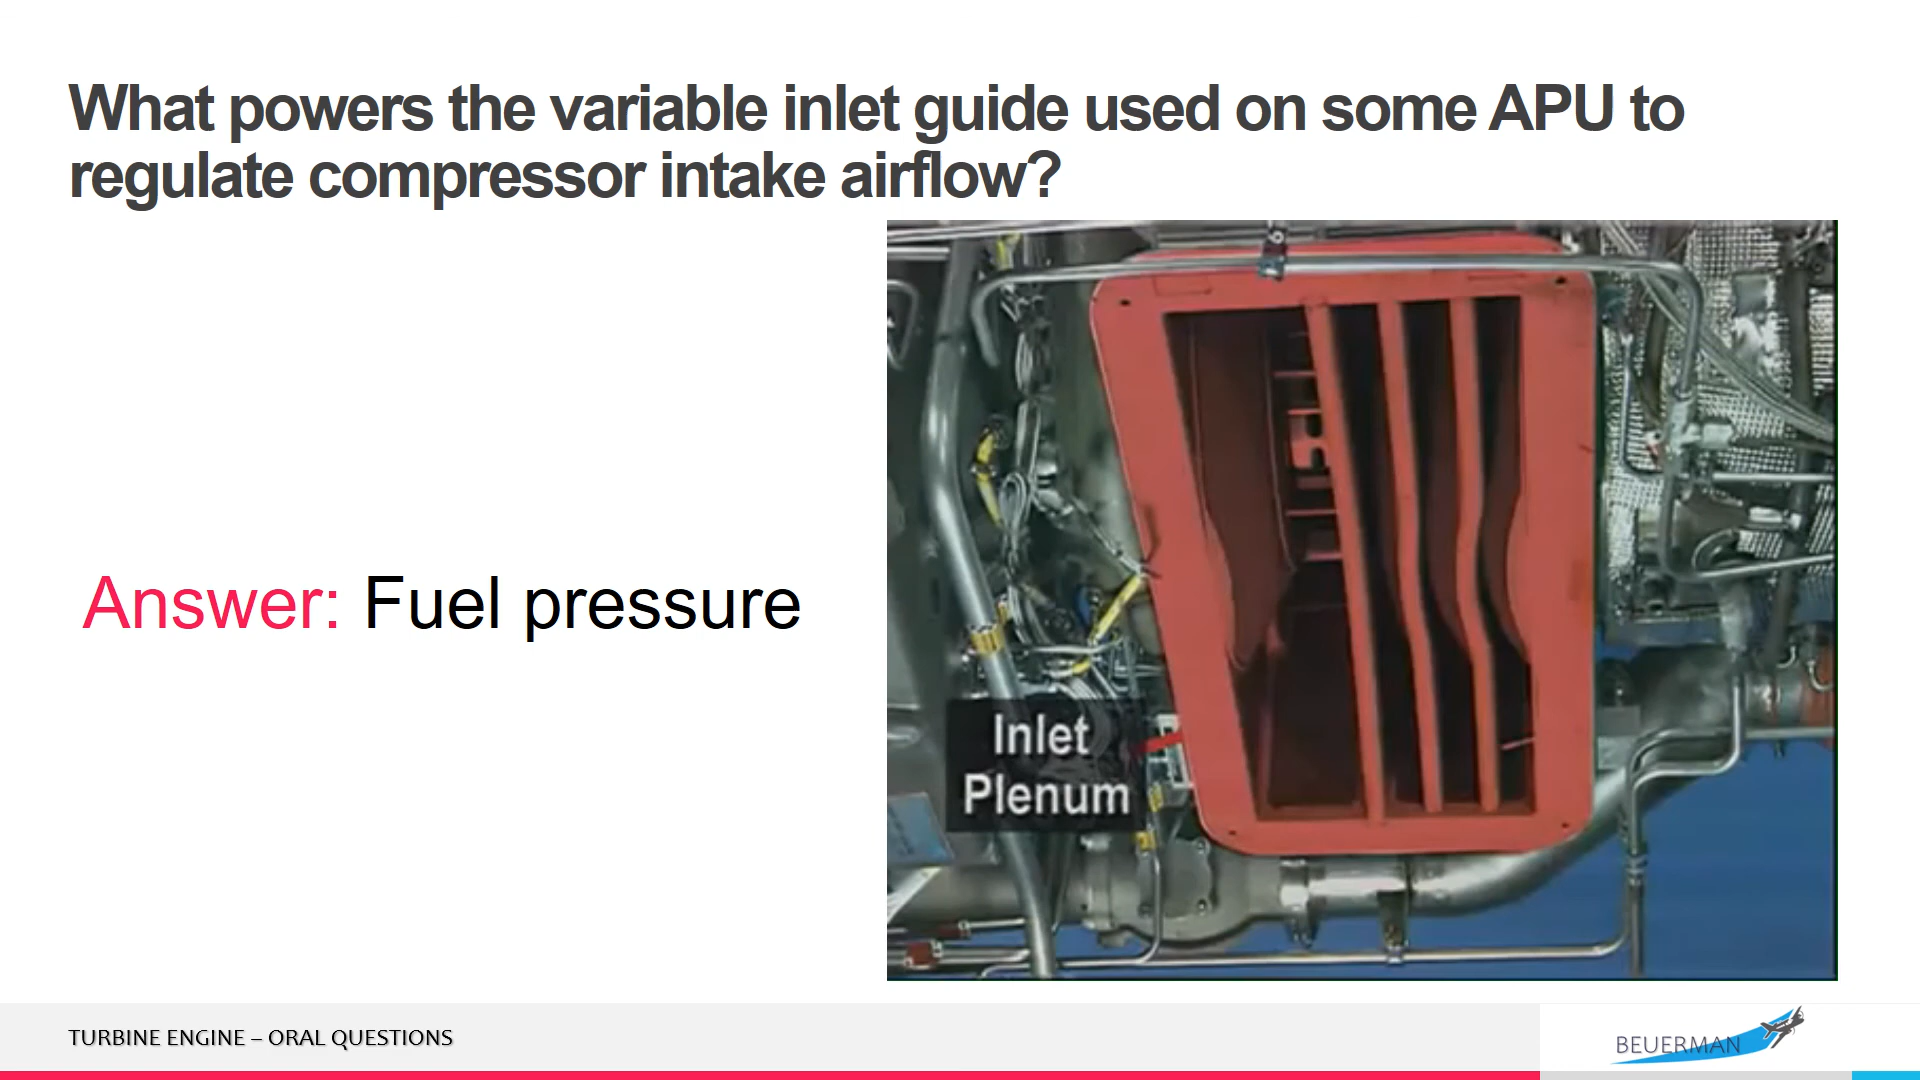 What powers the variable inlet guide used on some APU to
regulate compressor intake airflow?
Answer: Fuel pressure
Inlet
Plenum
TURBINE ENGINE – ORAL QUESTIONS
BEUERMAN